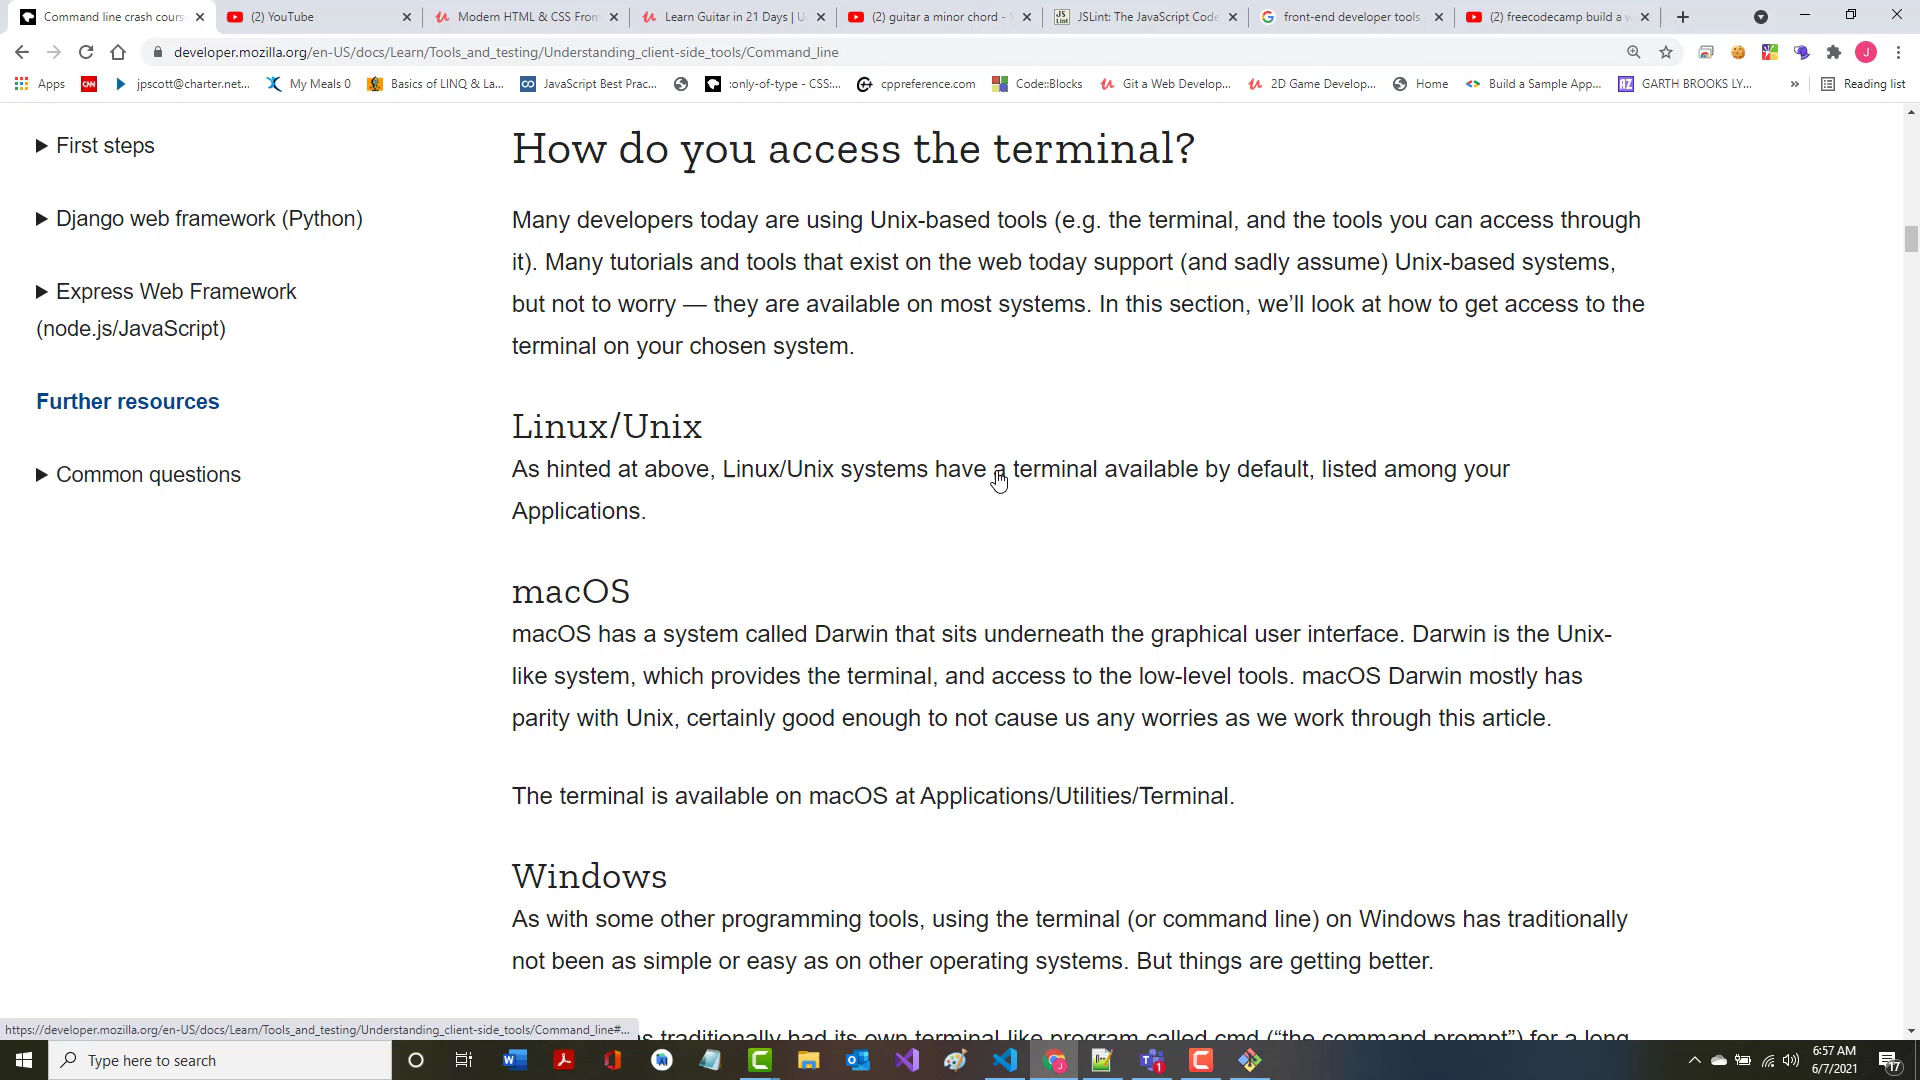 Command line crash cours
(2) YouTube
Modern HTML & CSS From
Learn Guitar in 21 Days | U
(2) guitar a minor chord - Y
JS LINT
JSLint: The JavaScript Code
front-end developer tools
(2) freecodecamp build a w
developer.mozilla.org/en-US/docs/Learn/Tools_and_testing/Understanding_client-side_tools/Command_line
J
Apps
CNN
jpscott@charter.net...
My Meals 0
Basics of LINQ & La...
JavaScript Best Prac...
:only-of-type - CSS:...
cppreference.com
Code::Blocks
Git a Web Develop...
2D Game Develop...
Home
Build a Sample App...
AZ
GARTH BROOKS LY...
»
Reading list
First steps
Django web framework (Python)
Express Web Framework
(node.js/JavaScript)
Further resources
Common questions
How do you access the terminal?
Many developers today are using Unix-based tools (e.g. the terminal, and the tools you can access through
it). Many tutorials and tools that exist on the web today support (and sadly assume) Unix-based systems,
but not to worry — they are available on most systems. In this section, we’ll look at how to get access to the
terminal on your chosen system.
Linux/Unix
As hinted at above, Linux/Unix systems have a terminal available by default, listed among your
Applications.
macOS
macOS has a system called Darwin that sits underneath the graphical user interface. Darwin is the Unix-
like system, which provides the terminal, and access to the low-level tools. macOS Darwin mostly has
parity with Unix, certainly good enough to not cause us any worries as we work through this article.
The terminal is available on macOS at Applications/Utilities/Terminal.
Windows
As with some other programming tools, using the terminal (or command line) on Windows has traditionally
not been as simple or easy as on other operating systems. But things are getting better.
traditionally had its own terminal-like program called cmd (“the command prompt”) for a long
https://developer.mozilla.org/en-US/docs/Learn/Tools_and_testing/Understanding_client-side_tools/Command_line#...
Type here to search
6:57 AM
6/7/2021
17